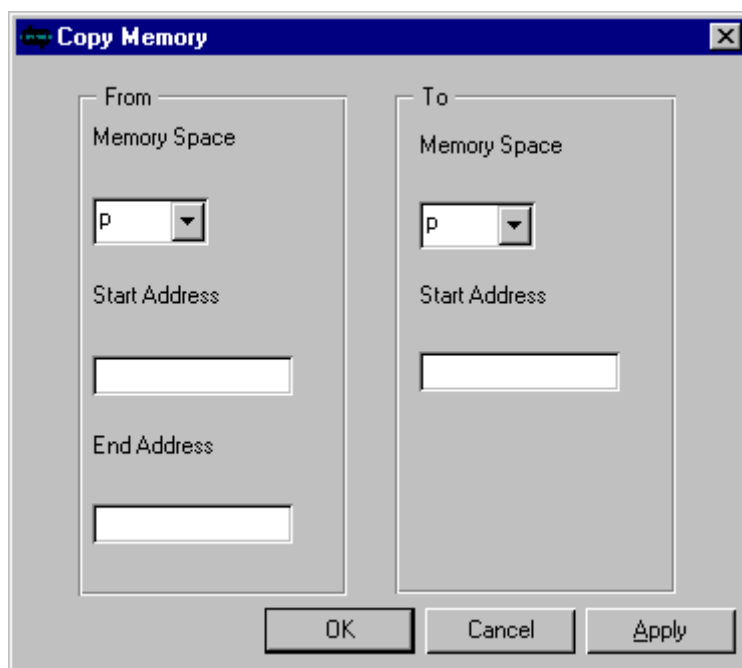 Copy Memory
From
Memory Space
p
Start Address
End Address
To
Memory Space
p
Start Address
OK
Cancel
Apply